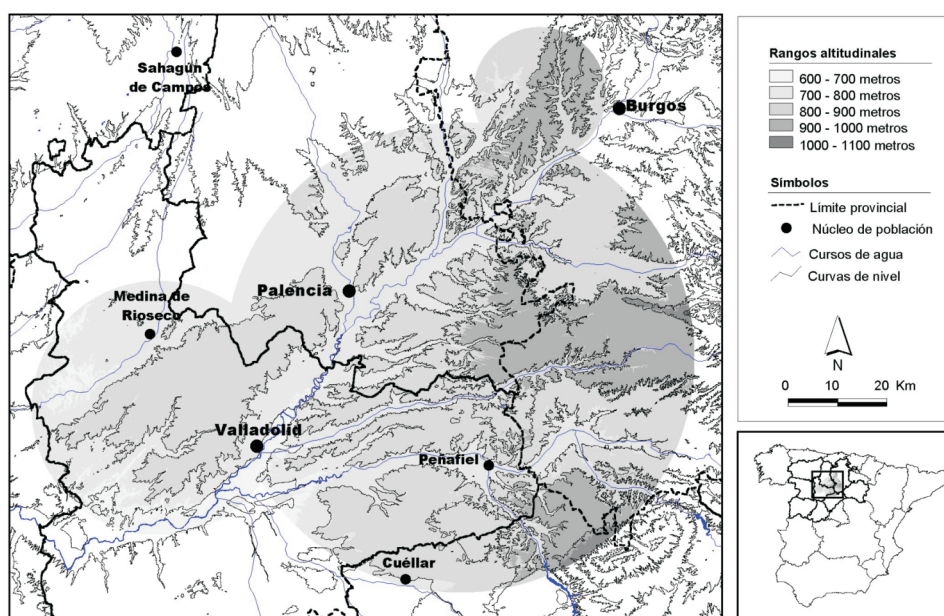 Sahagún
de Campos
Burgos
Palencia
Medina de
Rioseco
Valladolid
Peñafiel
Cuéllar
Rangos altitudinales
600 - 700 metros
700 - 800 metros
800 - 900 metros
900 - 1000 metros
1000 - 1100 metros
Símbolos
Límite provincial
Núcleo de población
Cursos de agua
Curvas de nivel
N
0 10 20 Km